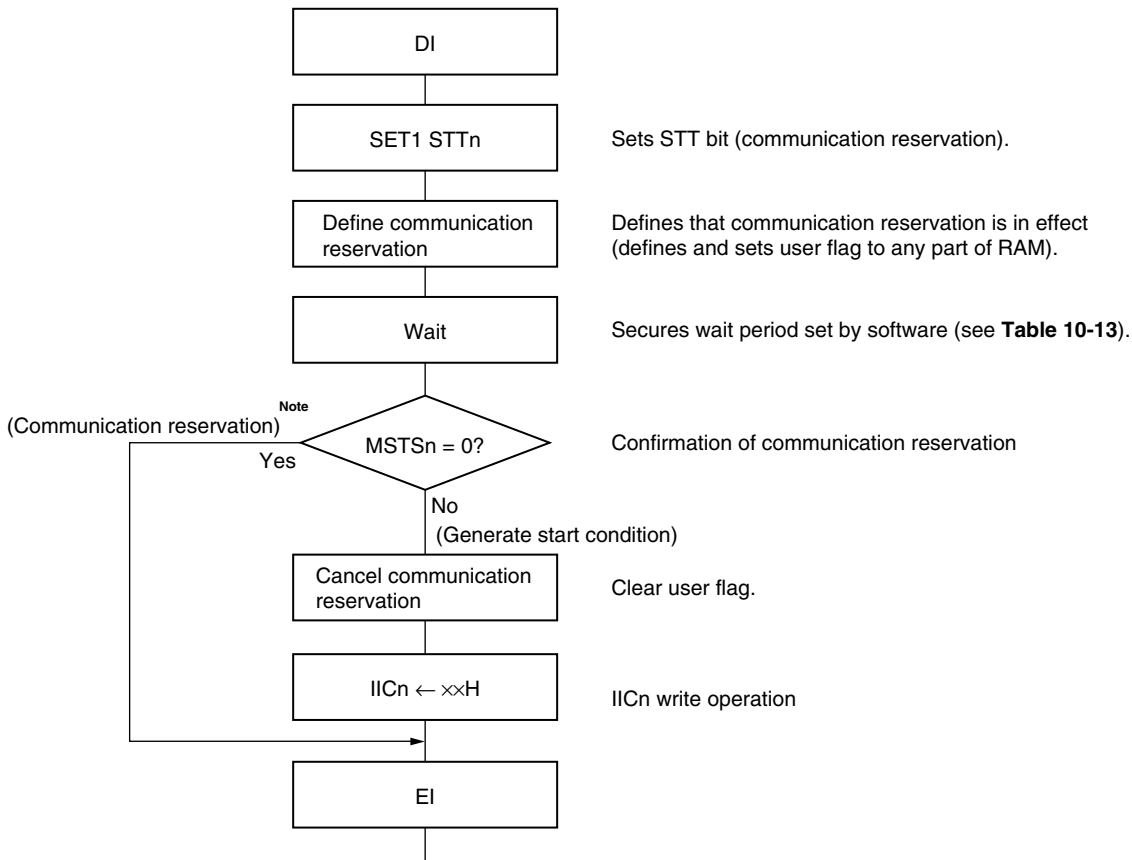 DI
SET1 STTn
Sets STT bit (communication reservation).
Define communication
reservation
Defines that communication reservation is in effect
(defines and sets user flag to any part of RAM).
Wait
Secures wait period set by software (see Table 10-13).
(Communication reservation) Note
MSTSn = 0?
Confirmation of communication reservation
Yes
No
(Generate start condition)
Cancel communication
reservation
Clear user flag.
IICn ← ××H
IICn write operation
EI